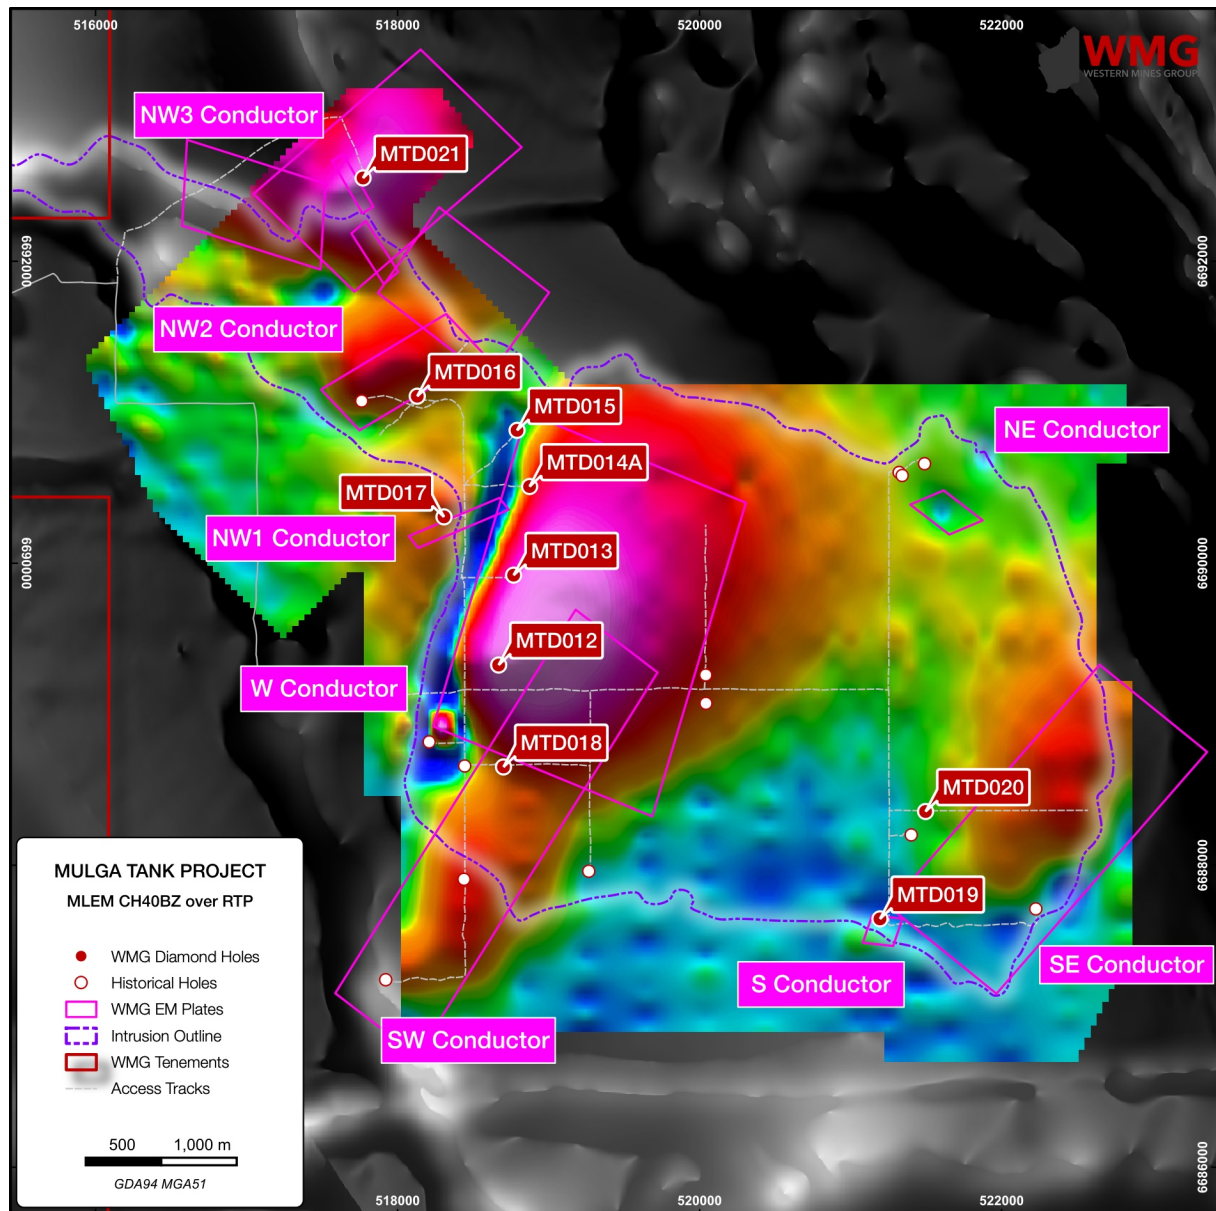 516000
518000
520000
522000
WMG
WESTERN MINES GROUP
NW3 Conductor
MTD021
6692000
6692000
NW2 Conductor
MTD016
MTD015
NE Conductor
MTD014A
MTD017
NW1 Conductor
MTD013
6690000
6690000
MTD012
W Conductor
MTD018
MTD020
MTD019
6688000
SE Conductor
S Conductor
SW Conductor
MULGA TANK PROJECT
MLEM CH40BZ over RTP
WMG Diamond Holes
Historical Holes
WMG EM Plates
Intrusion Outline
WMG Tenements
Access Tracks
500 1,000 m
GDA94 MGA51
6686000
518000
520000
522000